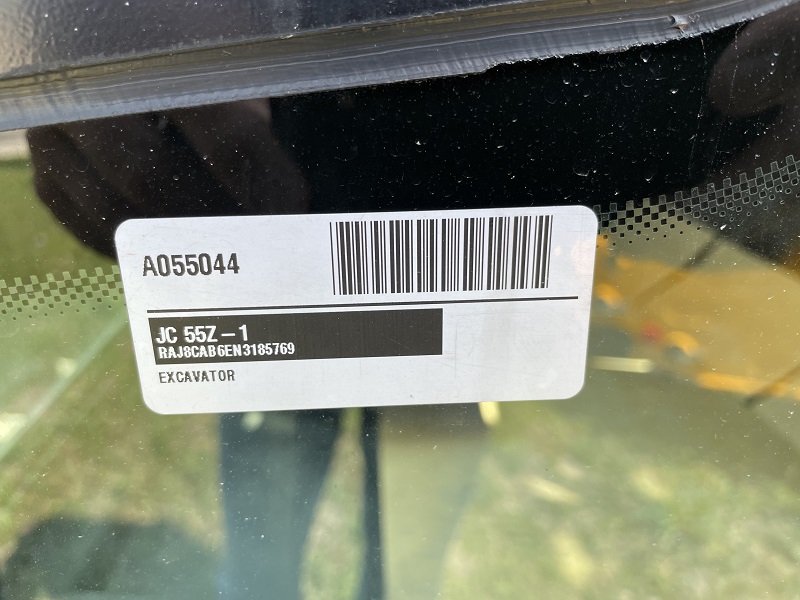 A055044
JC 55Z-1
RAJ8CAB6EN3185769
EXCAVATOR